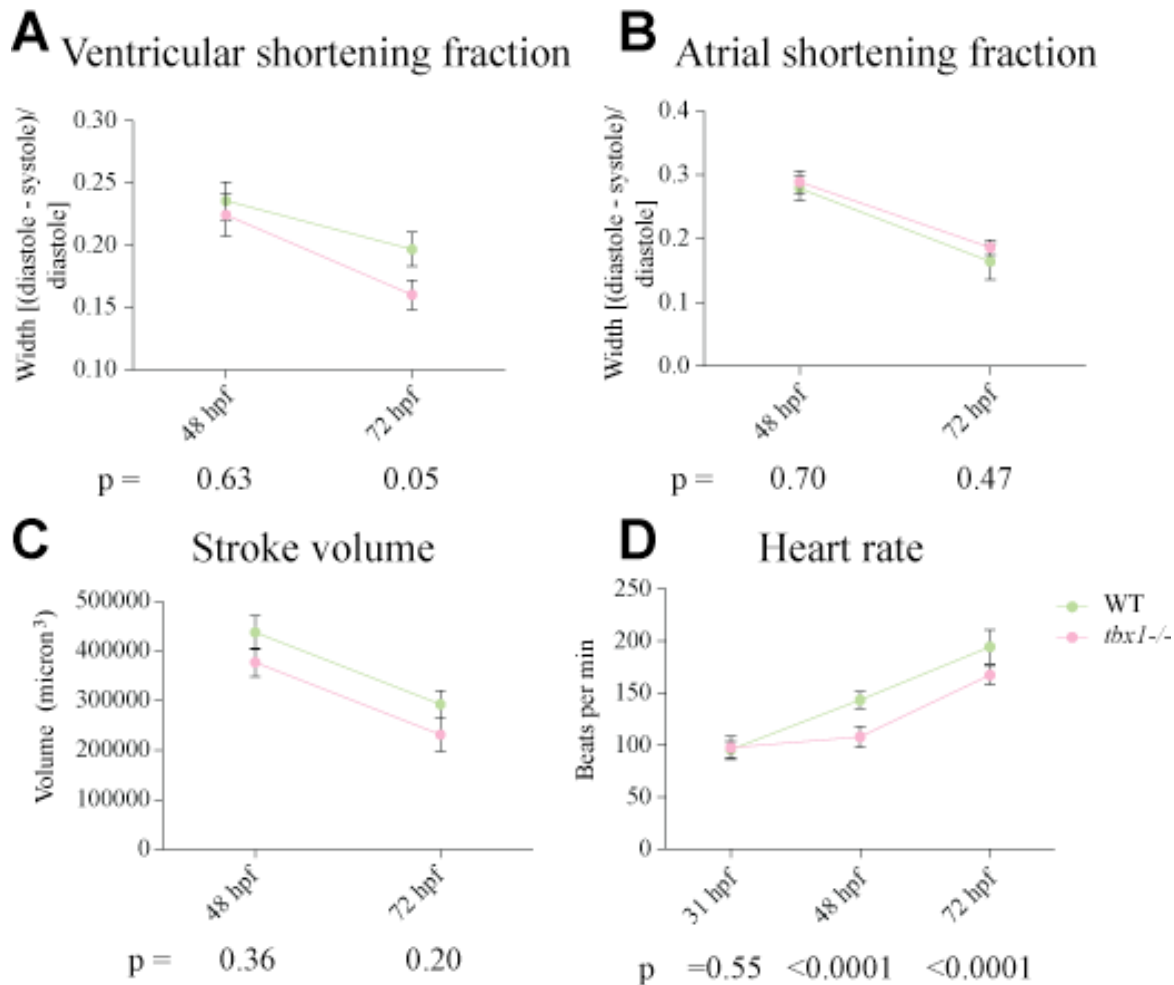 A Ventricular shortening fraction
Width [(diastole - systole)/
diastole]
0.30
0.25
0.20
0.15
0.10
48 hpf
72 hpf
p = 0.63 0.05
B Atrial shortening fraction
Width [(diastole - systole)/
diastole]
0.4
0.3
0.2
0.1
0.0
48 hpf
72 hpf
p = 0.70 0.47
C Stroke volume
Volume (micron³)
500000
400000
300000
200000
100000
0
48 hpf
72 hpf
p = 0.36 0.20
D Heart rate
Beats per min
250
200
150
100
50
0
31 hpf
48 hpf
72 hpf
p =0.55 <0.0001 <0.0001
WT
tbx1-/-